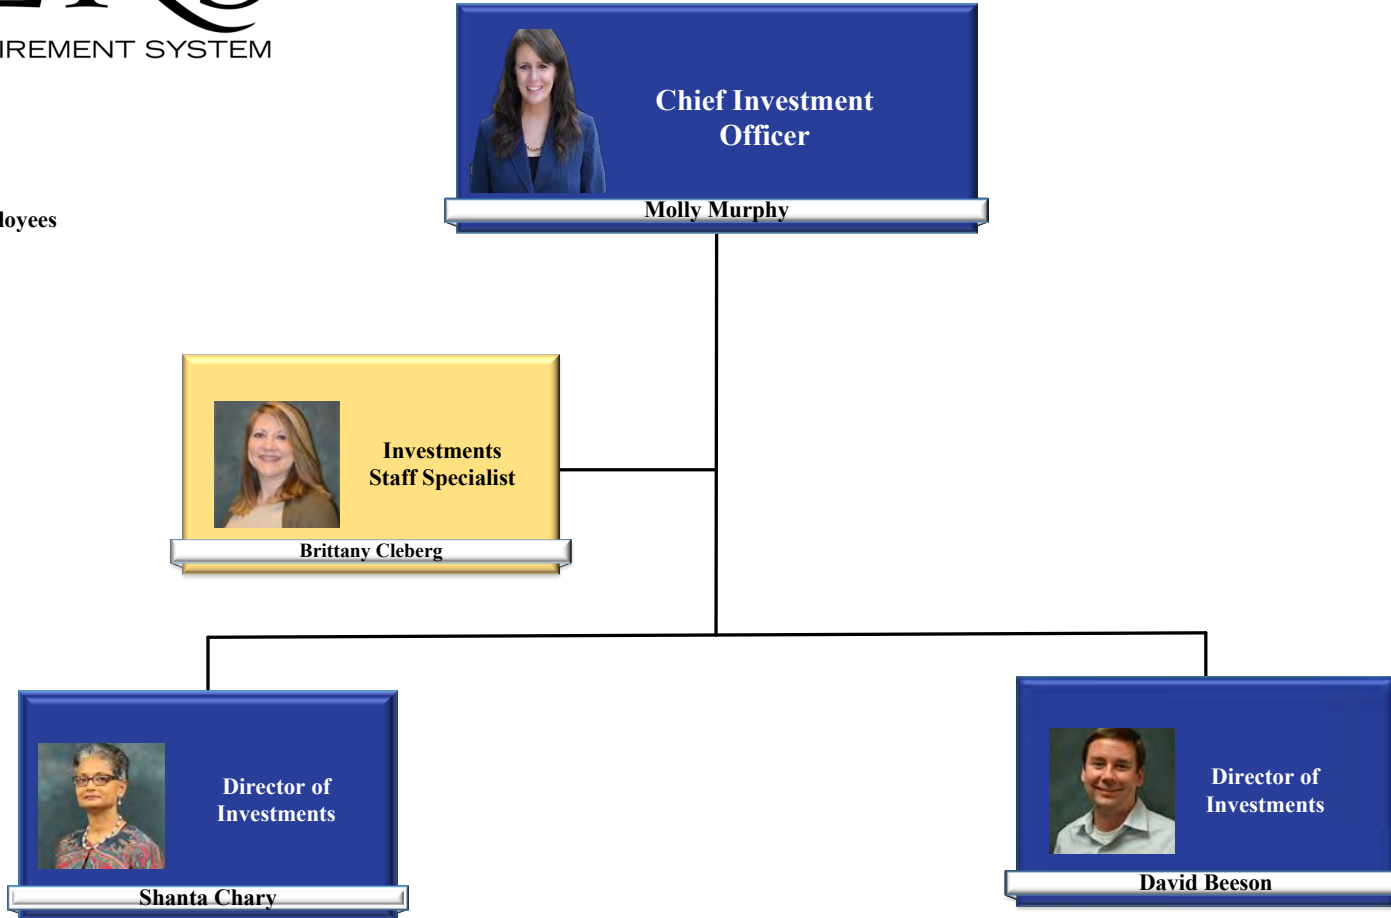 IREMENT SYSTEM
Chief Investment
Officer
Molly Murphy
loyees
Investments
Staff Specialist
Brittany Cleberg
Director of
Investments
Shanta Chary
Director of
Investments
David Beeson